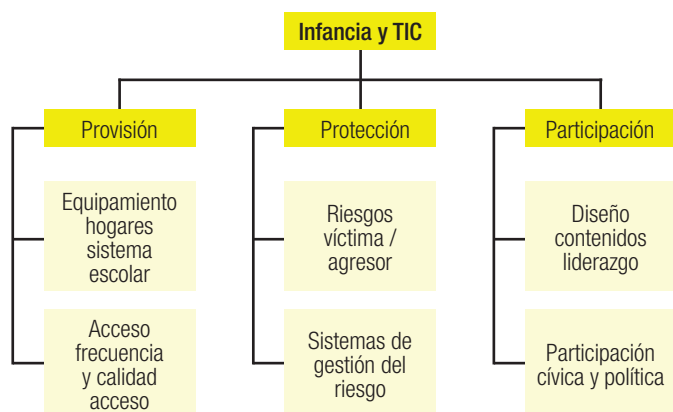 Infancia y TIC
Provisión
Protección
Participación
Equipamiento
hogares
sistema
escolar
Riesgos
víctima /
agresor
Diseño
contenidos
liderazgo
Acceso
frecuencia
y calidad
acceso
Sistemas de
gestión del
riesgo
Participación
cívica y política